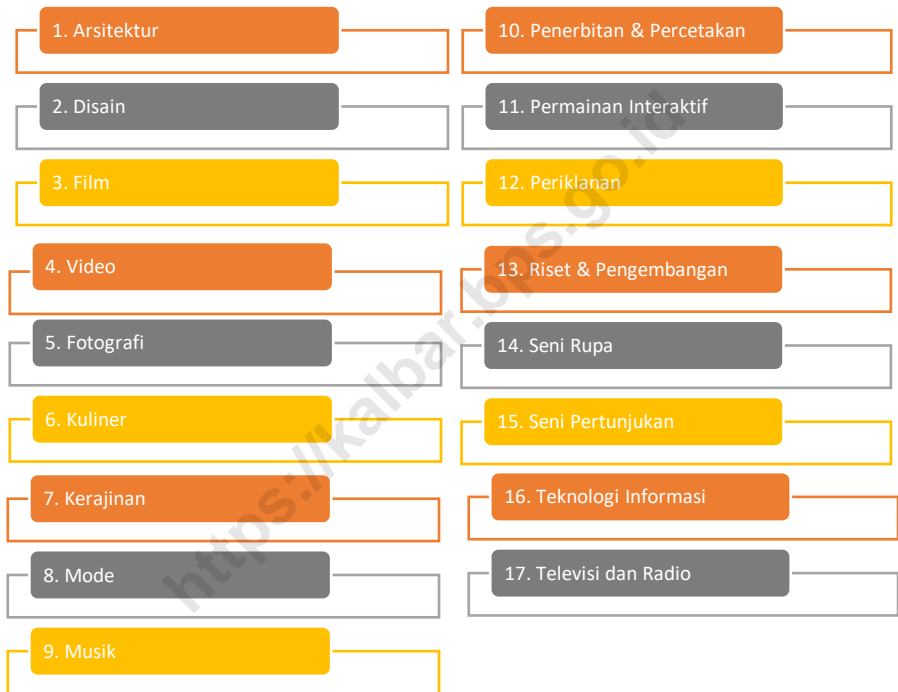 1. Arsitektur
2. Disain
3. Film
4. Video
5. Fotografi
6. Kuliner
7. Kerajinan
8. Mode
9. Musik
10. Penerbitan & Percetakan
11. Permainan Interaktif
12. Periklanan
13. Riset & Pengembangan
14. Seni Rupa
15. Seni Pertunjukan
16. Teknologi Informasi
17. Televisi dan Radio
https://kalbar.bps.go.id